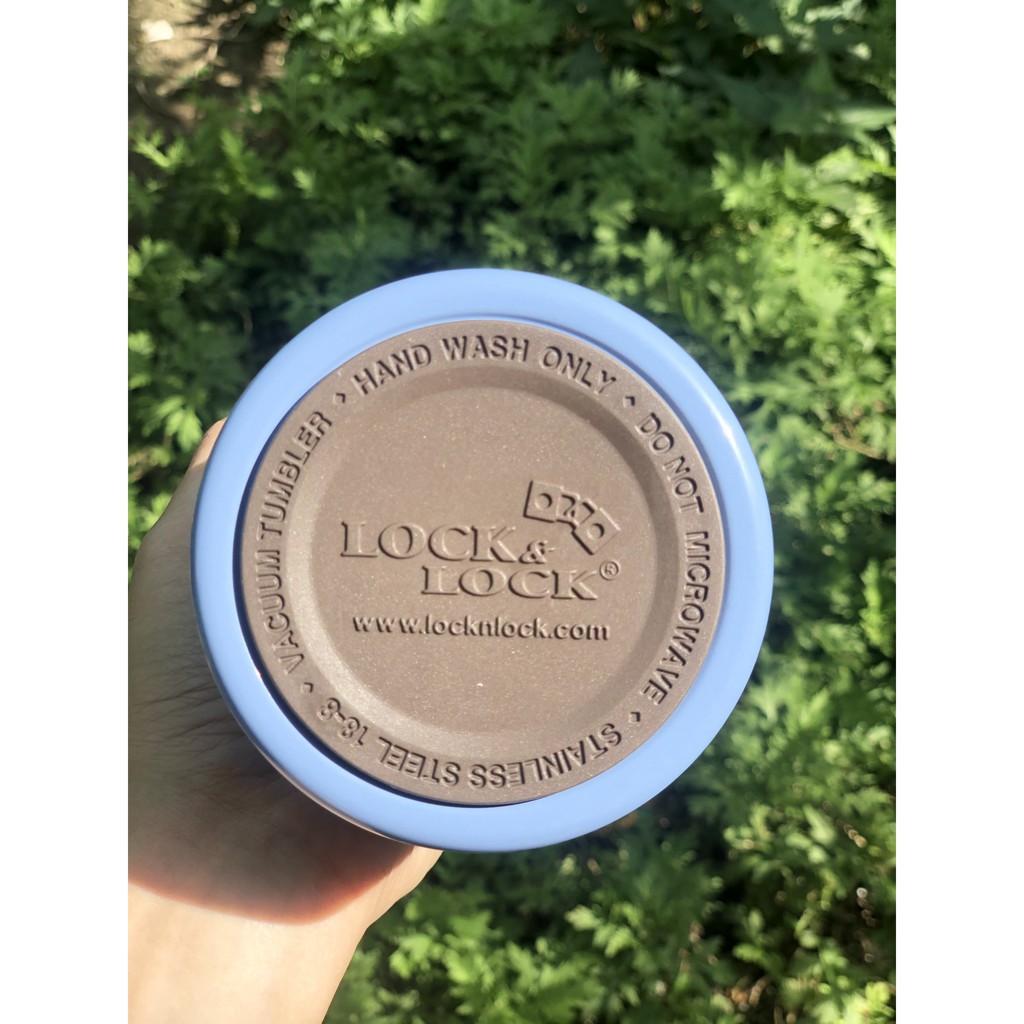 VACUUM TUMBLER • HAND WASH ONLY • DO NOT MICROWAVE • STAINLESS STEEL 18-8 •
LOCK&
LOCK®
www.locknlock.com